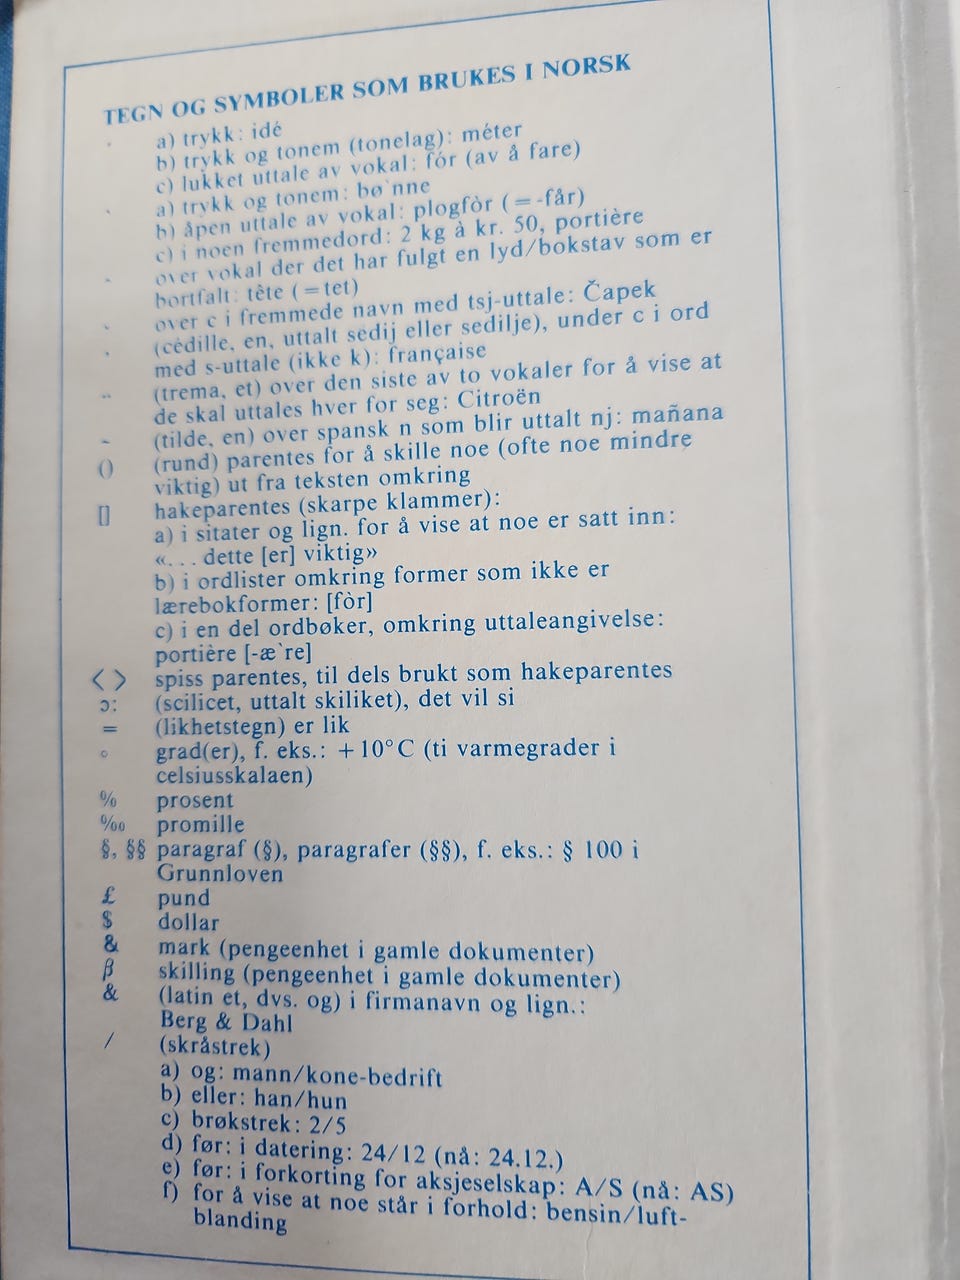 TEGN OG SYMBOLER SOM BRUKES I NORSK
´ a) trykk: idé
b) trykk og tonem (tonelag): méter
c) lukket uttale av vokal: fór (av å fare)
` a) trykk og tonem: bø`nne
b) åpen uttale av vokal: plogfòr (= -får)
c) i noen fremmedord: 2 kg à kr. 50, portière
ˆ over vokal der det har fulgt en lyd/bokstav som er
bortfalt: tête (= tet)
ˇ over c i fremmede navn med tsj-uttale: Čapek
¸ (cédille, en, uttalt sedij eller sedilje), under c i ord
med s-uttale (ikke k): française
¨ (trema, et) over den siste av to vokaler for å vise at
de skal uttales hver for seg: Citroën
~ (tilde, en) over spansk n som blir uttalt nj: mañana
() (rund) parentes for å skille noe (ofte noe mindre
viktig) ut fra teksten omkring
[] hakeparentes (skarpe klammer):
a) i sitater og lign. for å vise at noe er satt inn:
«. . . dette [er] viktig»
b) i ordlister omkring former som ikke er
lærebokformer: [fòr]
c) i en del ordbøker, omkring uttaleangivelse:
portière [-æ`re]
< > spiss parentes, til dels brukt som hakeparentes
ɔ: (scilicet, uttalt skiliket), det vil si
= (likhetstegn) er lik
° grad(er), f. eks.: +10°C (ti varmegrader i
celsiusskalaen)
% prosent
‰ promille
§, §§ paragraf (§), paragrafer (§§), f. eks.: § 100 i
Grunnloven
£ pund
$ dollar
& mark (pengeenhet i gamle dokumenter)
β skilling (pengeenhet i gamle dokumenter)
& (latin et, dvs. og) i firmanavn og lign.:
Berg & Dahl
/ (skråstrek)
a) og: mann/kone-bedrift
b) eller: han/hun
c) brøkstrek: 2/5
d) før: i datering: 24/12 (nå: 24.12.)
e) før: i forkorting for aksjeselskap: A/S (nå: AS)
f) for å vise at noe står i forhold: bensin/luft-
blanding